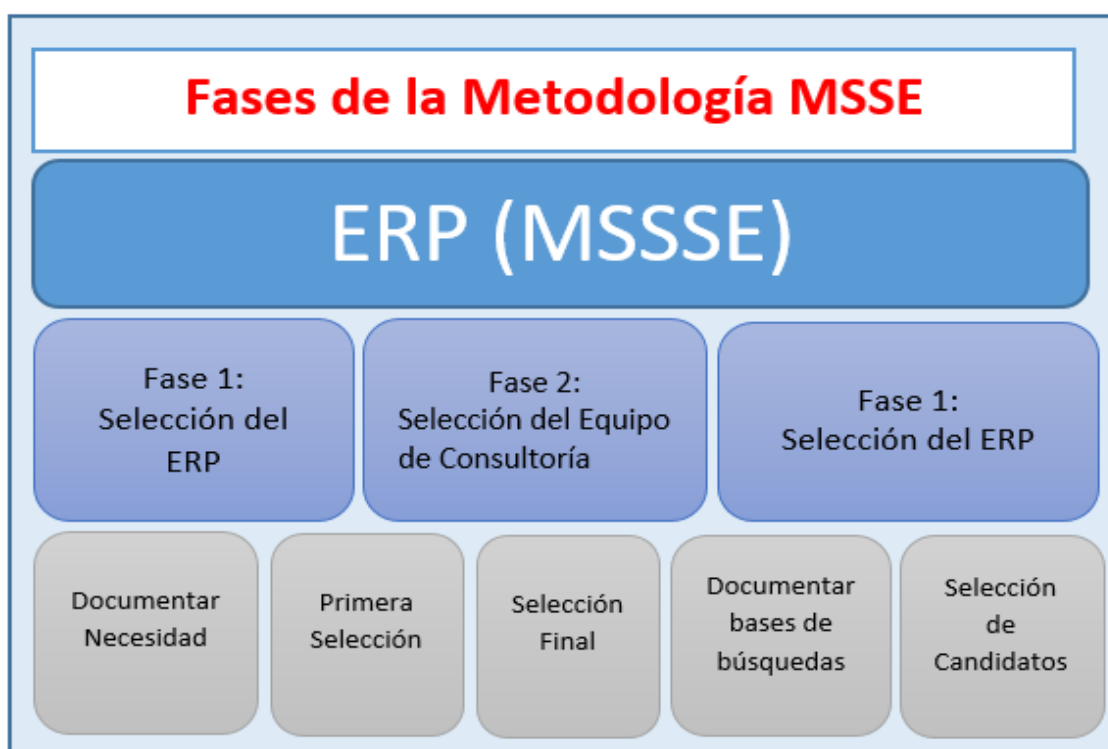 Fases de la Metodología MSSE
ERP (MSSSE)
Fase 1:
Selección del
ERP
Fase 2:
Selección del Equipo
de Consultoría
Fase 1:
Selección del ERP
Documentar
Necesidad
Primera
Selección
Selección
Final
Documentar
bases de
búsquedas
Selección
de
Candidatos